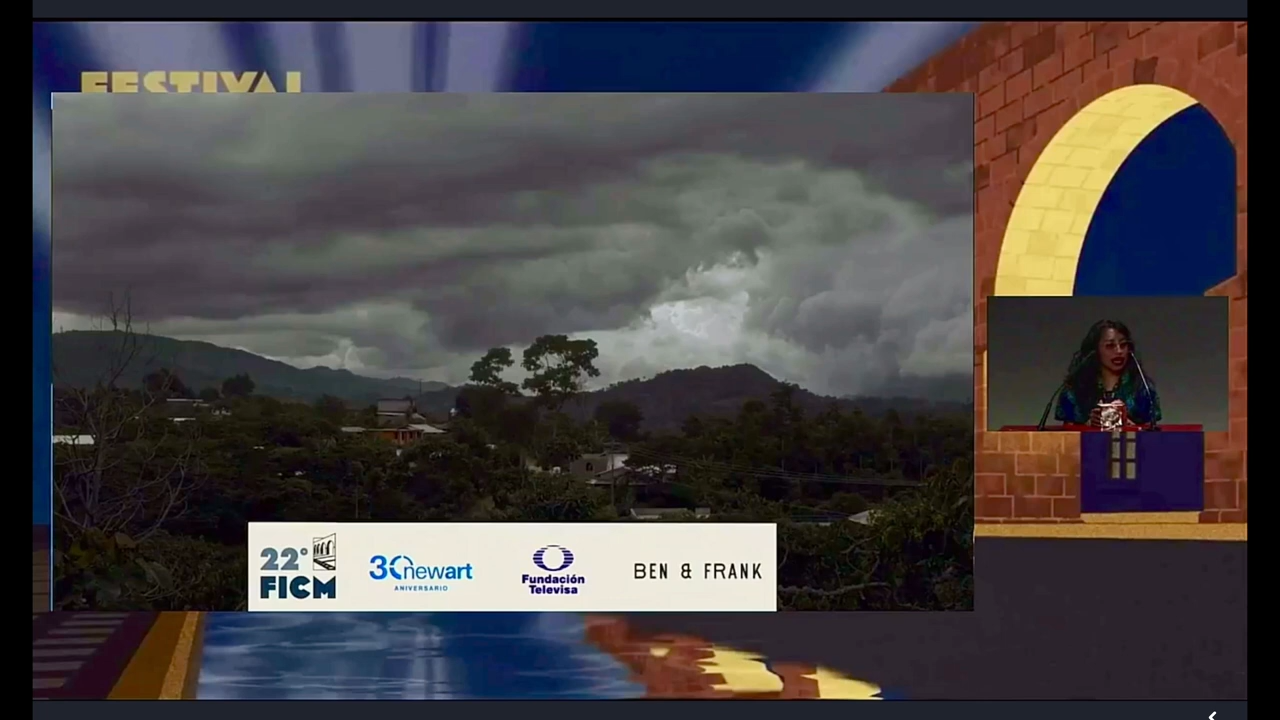 FESTIVAL
22°
FICM
30 newart
ANIVERSARIO
Fundación
Televisa
BEN & FRANK